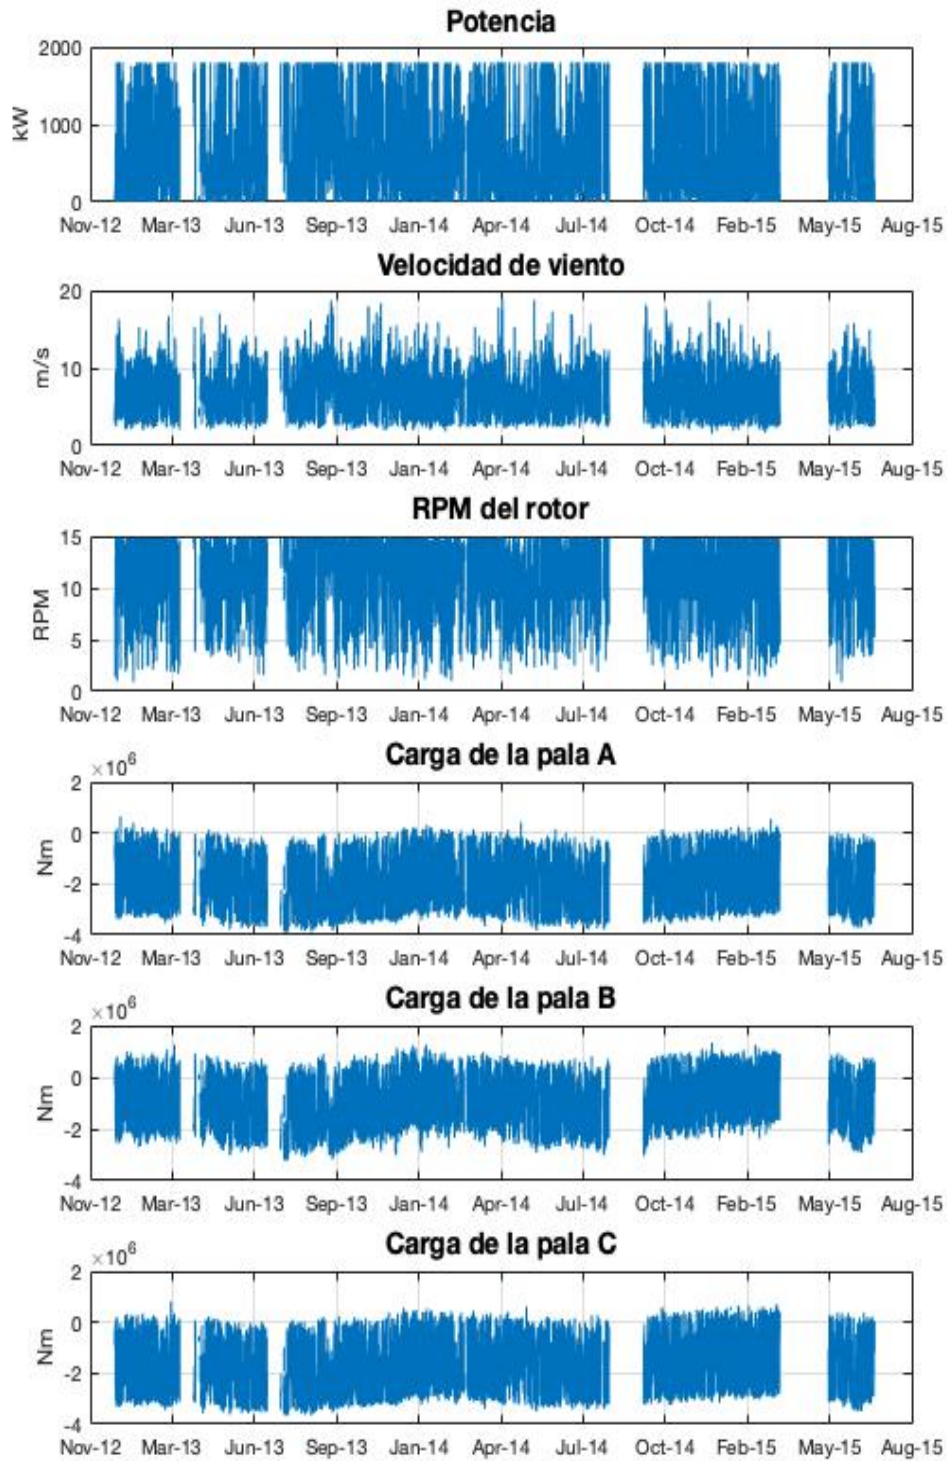 Potencia
2000
1000
0
kW
Nov-12 Mar-13 Jun-13 Sep-13 Jan-14 Apr-14 Jul-14 Oct-14 Feb-15 May-15 Aug-15
Velocidad de viento
20
10
0
m/s
Nov-12 Mar-13 Jun-13 Sep-13 Jan-14 Apr-14 Jul-14 Oct-14 Feb-15 May-15 Aug-15
RPM del rotor
15
10
5
0
RPM
Nov-12 Mar-13 Jun-13 Sep-13 Jan-14 Apr-14 Jul-14 Oct-14 Feb-15 May-15 Aug-15
Carga de la pala A
×10⁶
2
0
-2
-4
Nm
Nov-12 Mar-13 Jun-13 Sep-13 Jan-14 Apr-14 Jul-14 Oct-14 Feb-15 May-15 Aug-15
Carga de la pala B
×10⁶
2
0
-2
-4
Nm
Nov-12 Mar-13 Jun-13 Sep-13 Jan-14 Apr-14 Jul-14 Oct-14 Feb-15 May-15 Aug-15
Carga de la pala C
×10⁶
2
0
-2
-4
Nm
Nov-12 Mar-13 Jun-13 Sep-13 Jan-14 Apr-14 Jul-14 Oct-14 Feb-15 May-15 Aug-15